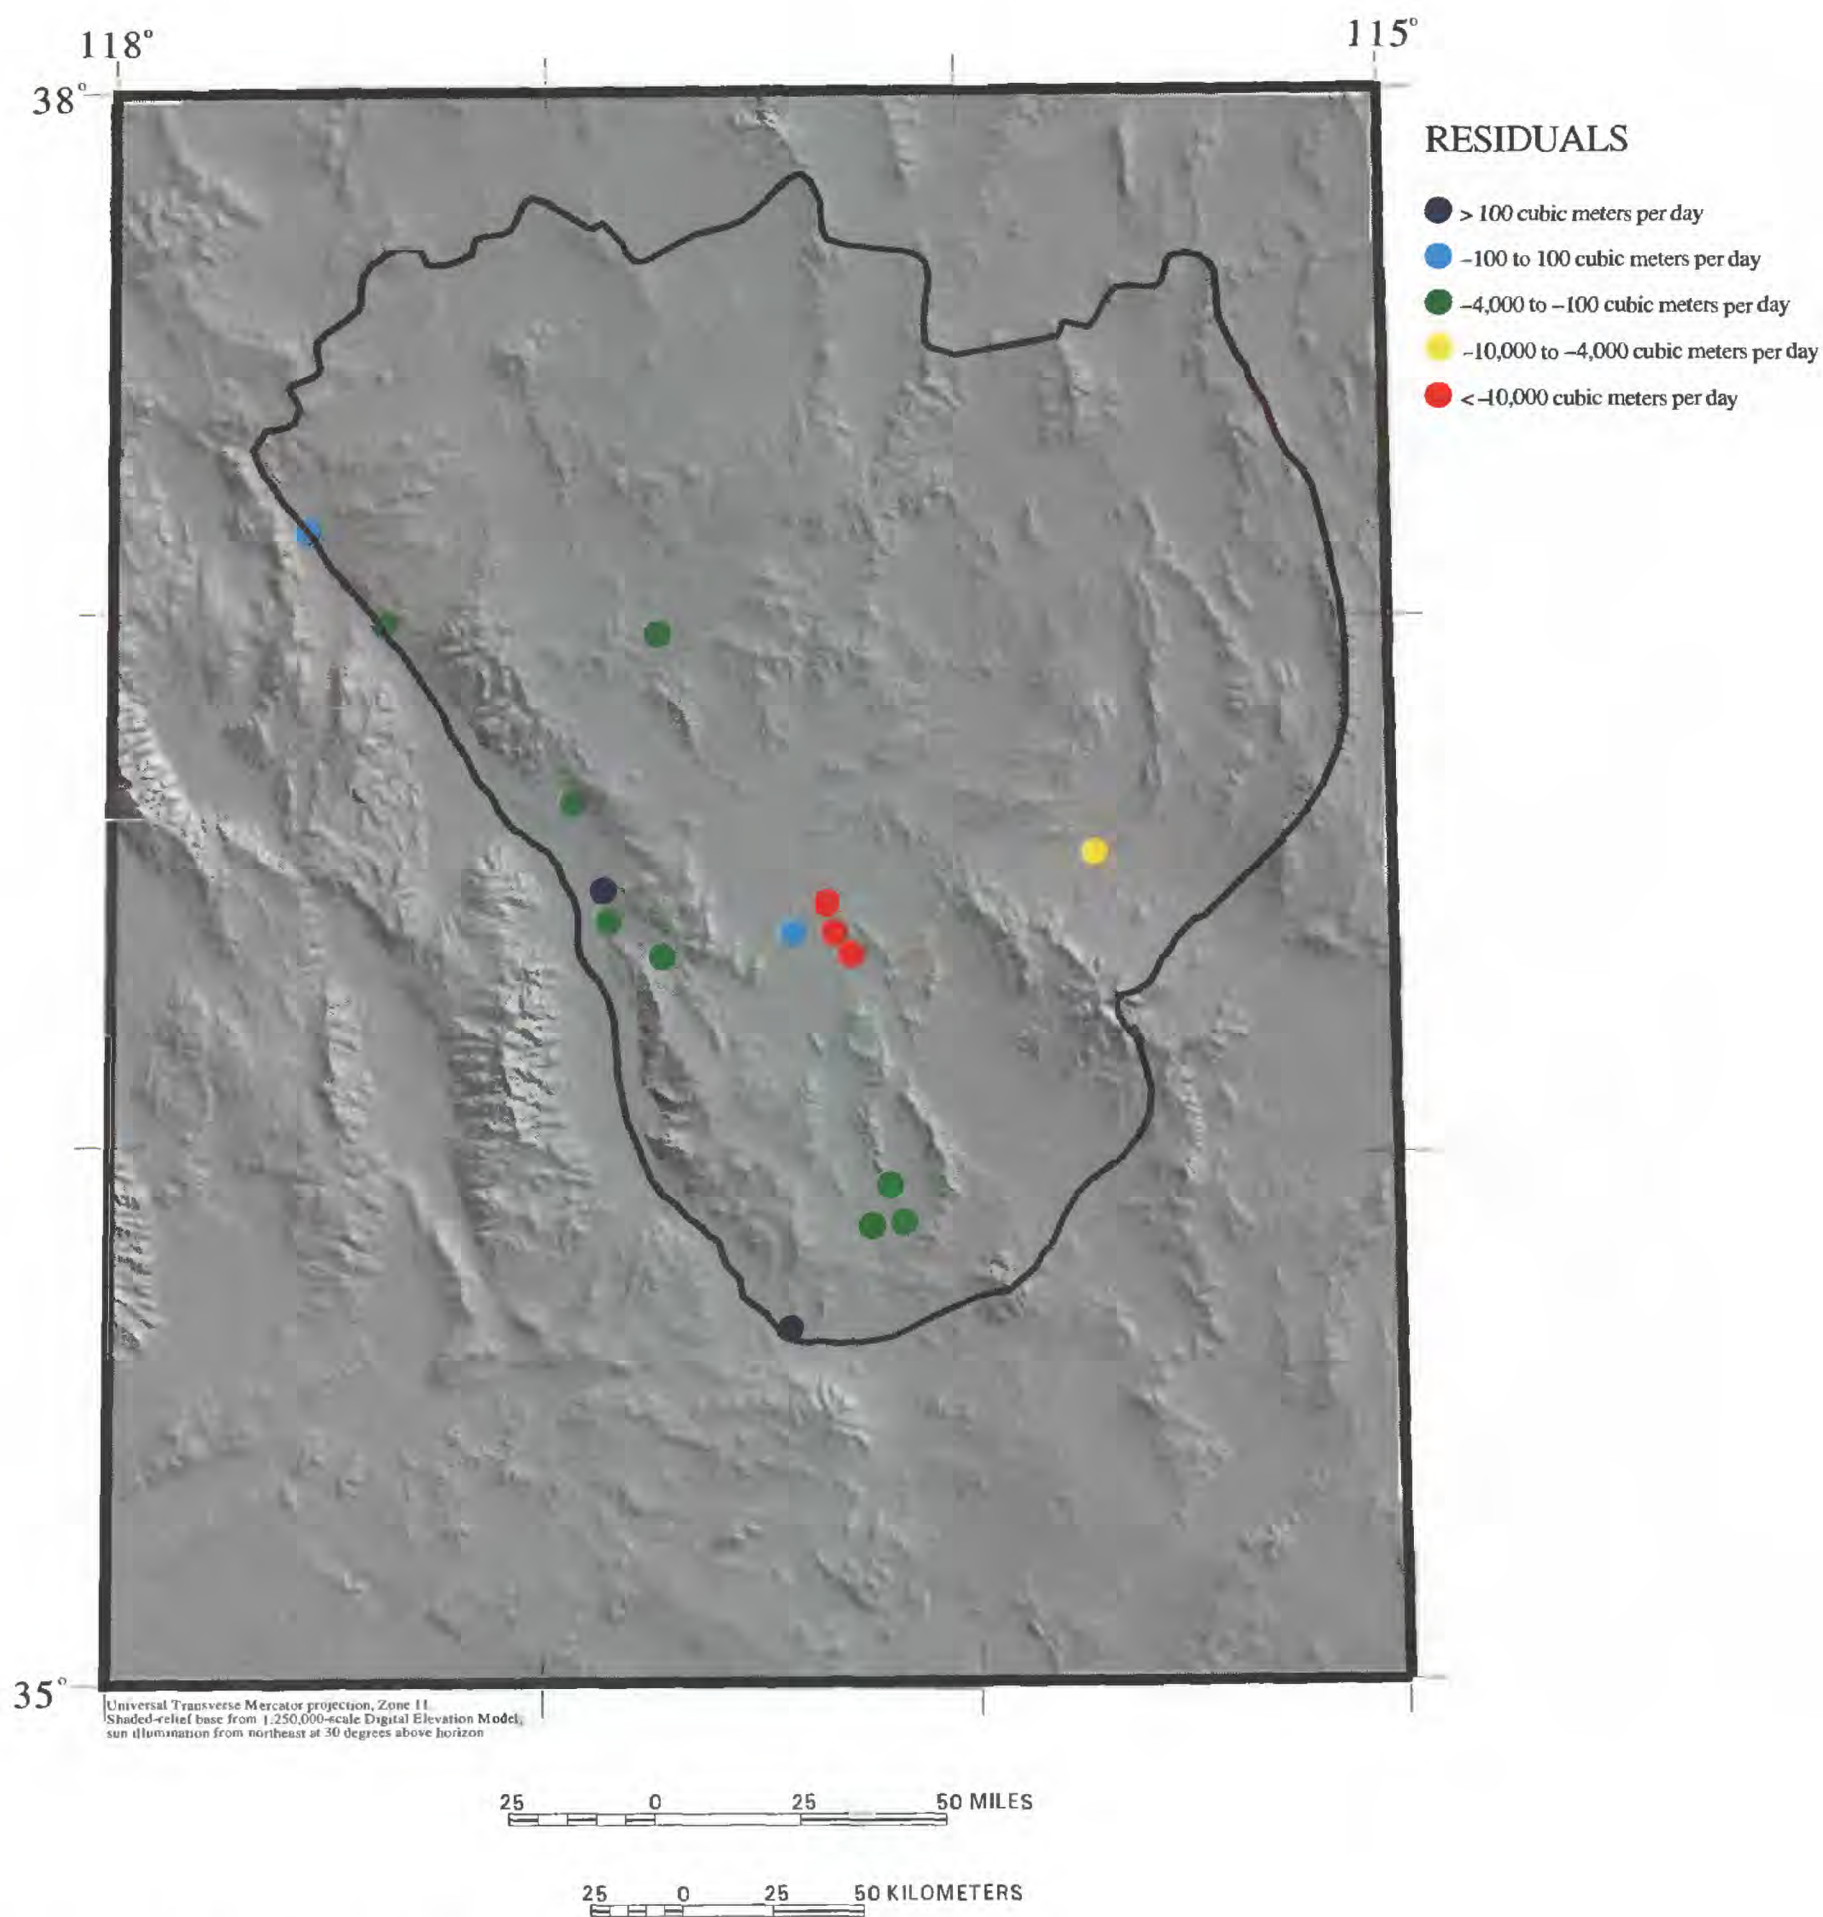 118°
115°
38°
RESIDUALS
> 100 cubic meters per day
–100 to 100 cubic meters per day
–4,000 to –100 cubic meters per day
–10,000 to –4,000 cubic meters per day
< –10,000 cubic meters per day
35°
Universal Transverse Mercator projection, Zone 11.
Shaded-relief base from 1:250,000-scale Digital Elevation Model;
sun illumination from northeast at 30 degrees above horizon
25 0 25 50 MILES
25 0 25 50 KILOMETERS